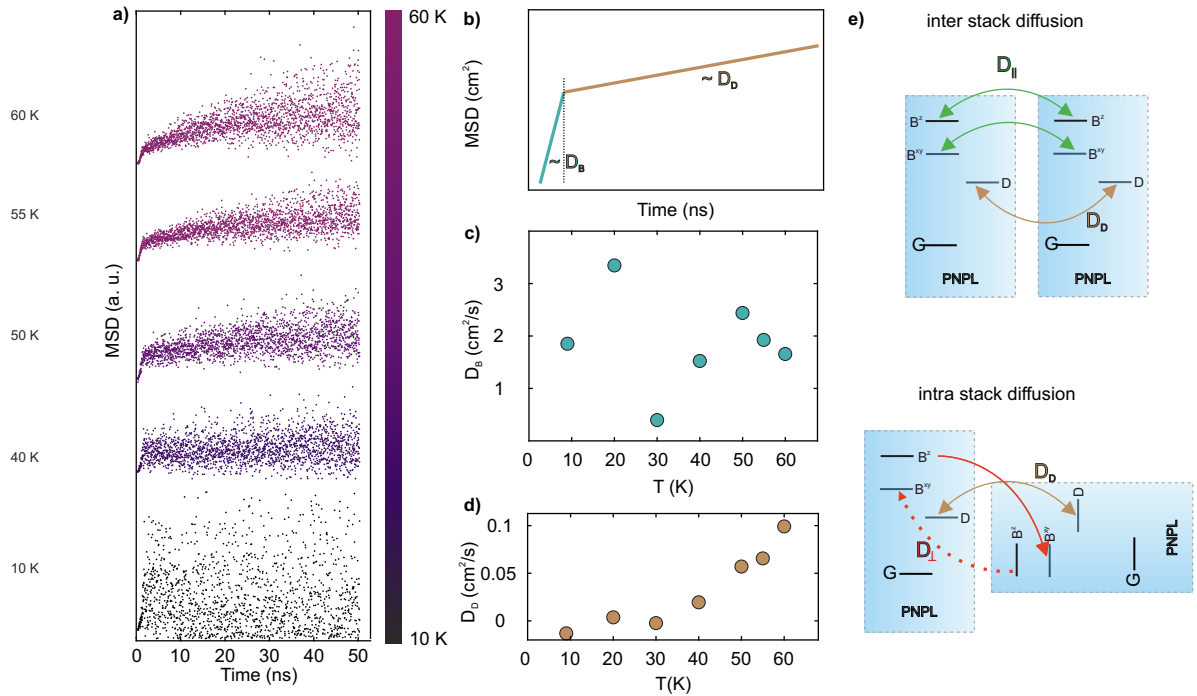 a)
60 K
60 K
55 K
50 K
40 K
10 K
10 K
MSD (a. u.)
0
10
20
30
40
50
Time (ns)
b)
MSD (cm²)
~ D_B
~ D_D
Time (ns)
c)
D_B (cm²/s)
3
2
1
10
20
30
40
50
60
T (K)
d)
D_D (cm²/s)
0.1
0.05
0
0
10
20
30
40
50
60
T(K)
e)
inter stack diffusion
D_||
B^z
B^z
B^xy
B^xy
D
D
D_D
G
G
PNPL
PNPL
intra stack diffusion
B^z
B^xy
D
D_D
D
D_⊥
B^z
B^xy
G
G
PNPL
PNPL